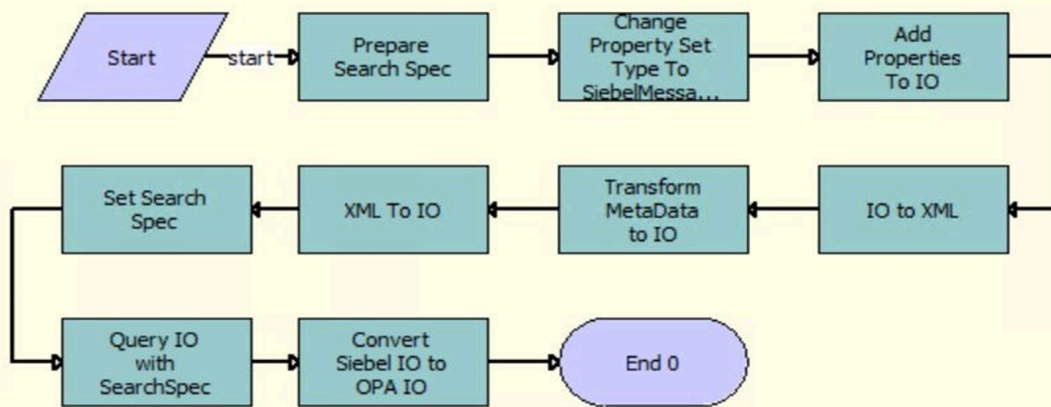 Start
start
Prepare
Search Spec
Change
Property Set
Type To
SiebelMessa...
Add
Properties
To IO
Set Search
Spec
XML To IO
Transform
MetaData
to IO
IO to XML
Query IO
with
SearchSpec
Convert
Siebel IO to
OPA IO
End 0